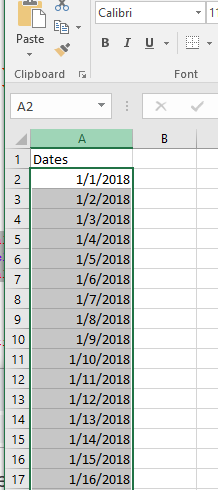 Calibri 11
Paste
B I U
Clipboard Font
A2
A B
1 Dates
2 1/1/2018
3 1/2/2018
4 1/3/2018
5 1/4/2018
6 1/5/2018
7 1/6/2018
8 1/7/2018
9 1/8/2018
10 1/9/2018
11 1/10/2018
12 1/11/2018
13 1/12/2018
14 1/13/2018
15 1/14/2018
16 1/15/2018
17 1/16/2018